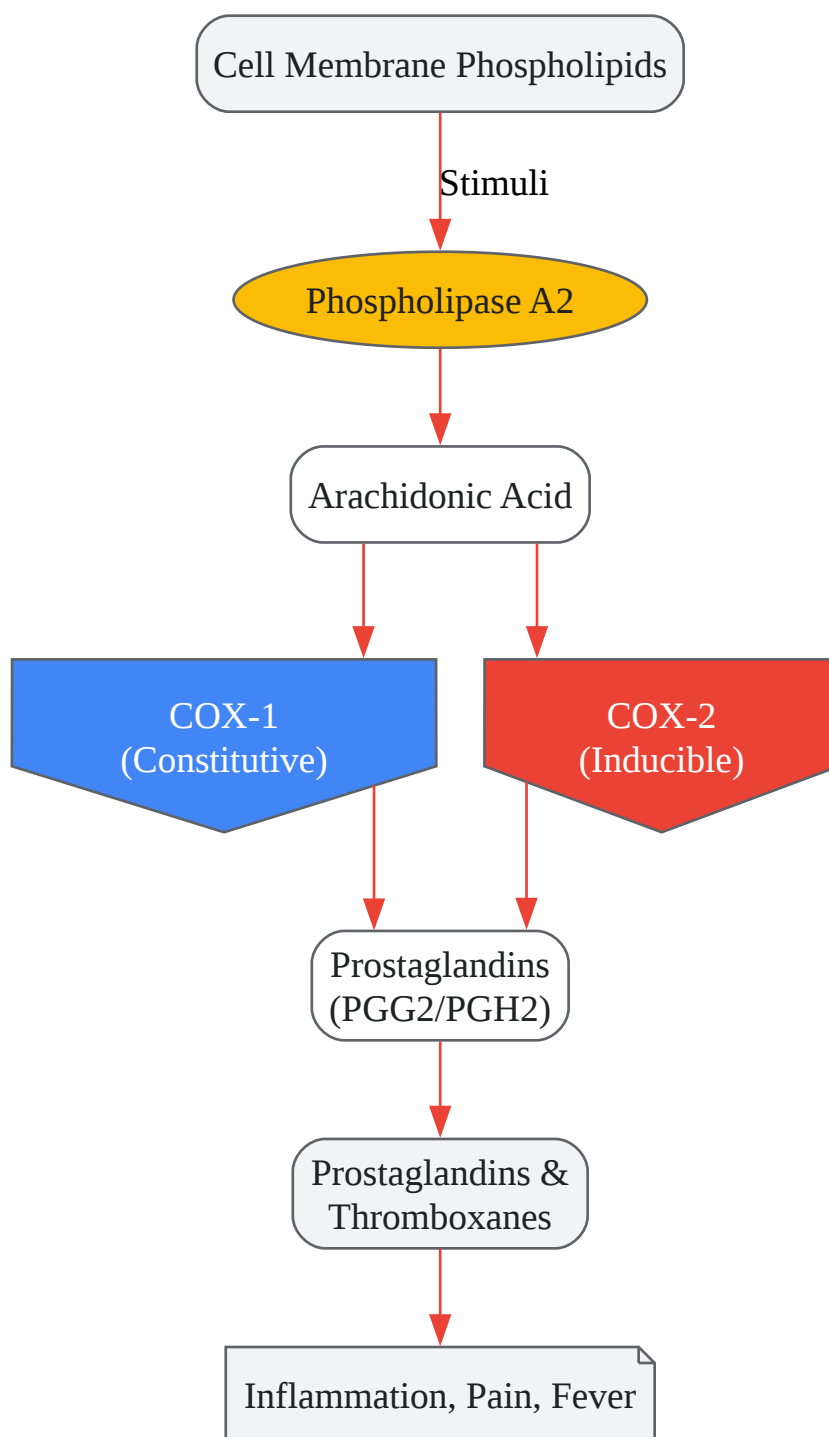 Cell Membrane Phospholipids
Stimuli
Phospholipase A2
Arachidonic Acid
COX-1
(Constitutive)
COX-2
(Inducible)
Prostaglandins
(PGG2/PGH2)
Prostaglandins &
Thromboxanes
Inflammation, Pain, Fever